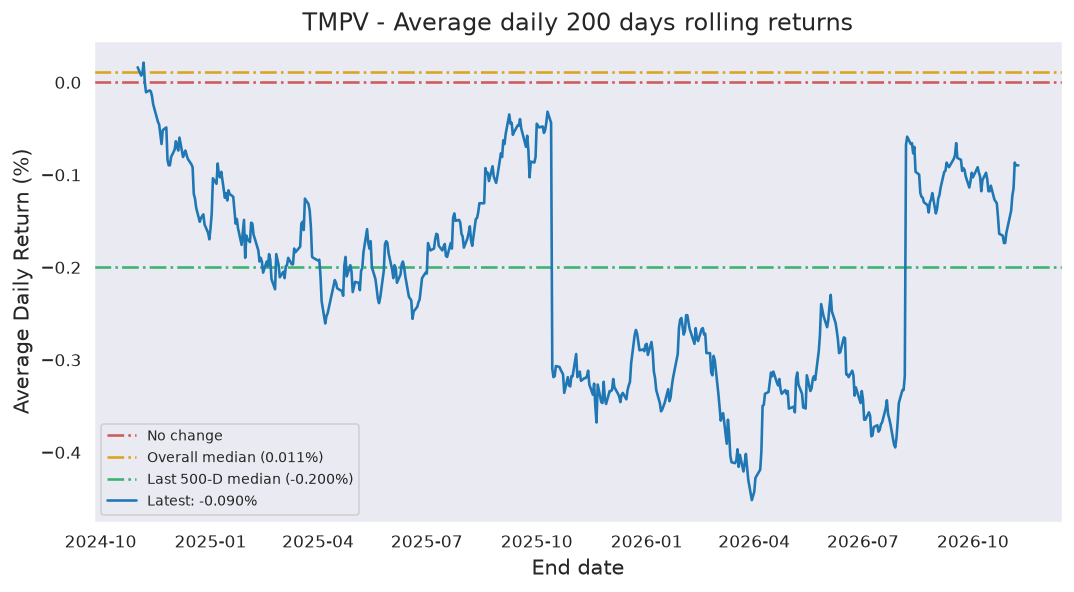 TMPV - Average daily 200 days rolling returns
Average Daily Return (%)
0.0
−0.1
−0.2
−0.3
−0.4
No change
Overall median (0.011%)
Last 500-D median (-0.200%)
Latest: -0.090%
2024-10 2025-01 2025-04 2025-07 2025-10 2026-01 2026-04 2026-07 2026-10
End date